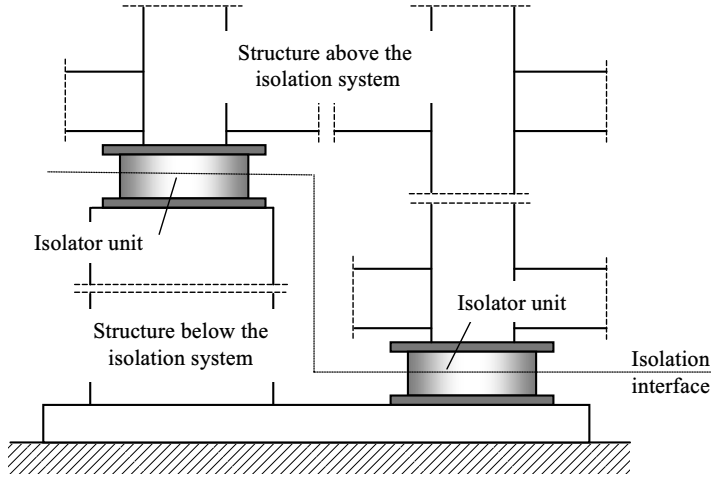 Structure above the
isolation system
Isolator unit
Isolator unit
Structure below the
isolation system
Isolation
interface